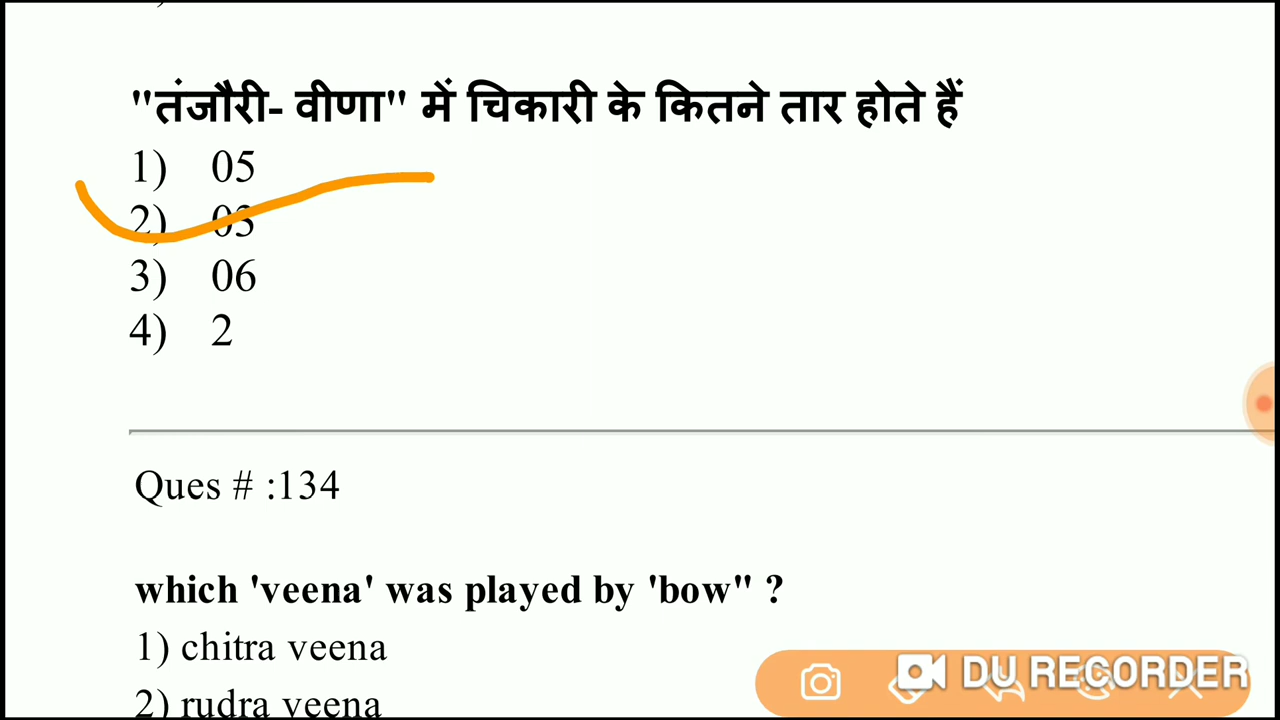 "तंजौरी- वीणा" में चिकारी के कितने तार होते हैं
1) 05
2) 03
3) 06
4) 2
Ques # :134
which 'veena' was played by 'bow" ?
1) chitra veena
2) rudra veena
DU RECORDER